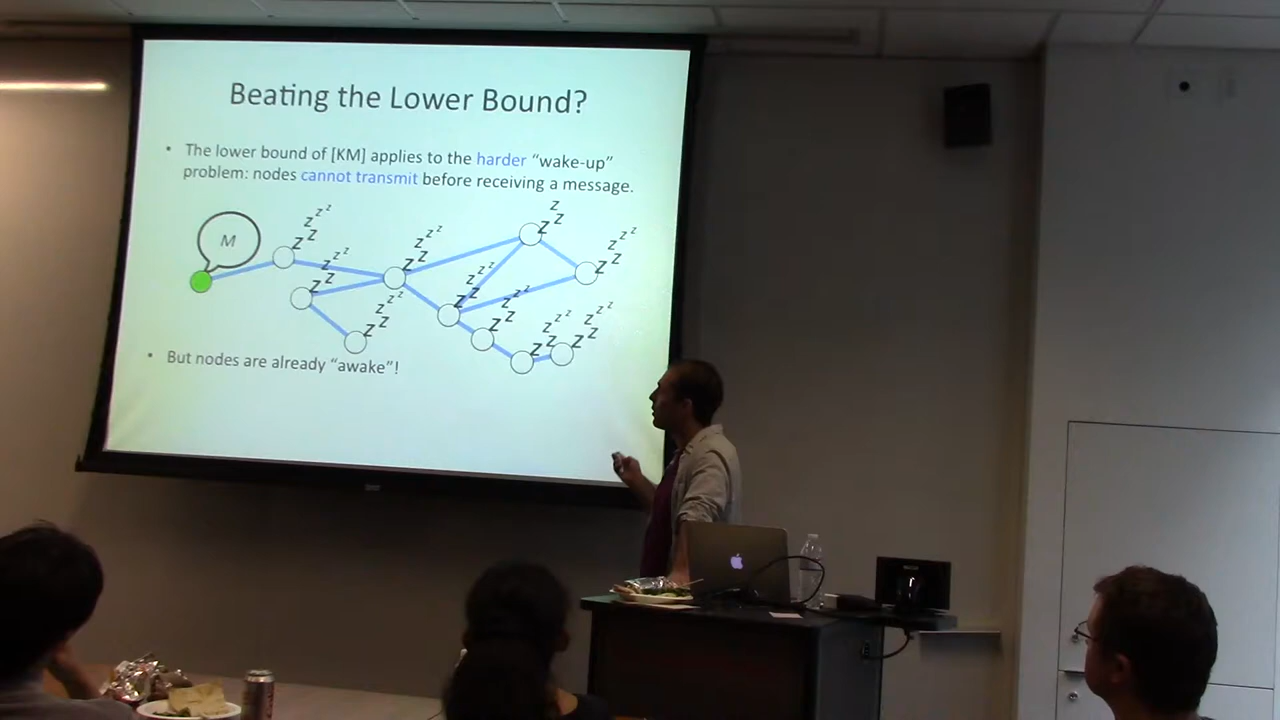 Beating the Lower Bound?
• The lower bound of [KM] applies to the harder “wake-up”
problem: nodes cannot transmit before receiving a message.
M
z z z z z
z z z z z
z z z z z
z z z z z
z z z z z
z z z z z
z z z z z
z z z z z
z z z z z
z z z z z
• But nodes are already “awake”!